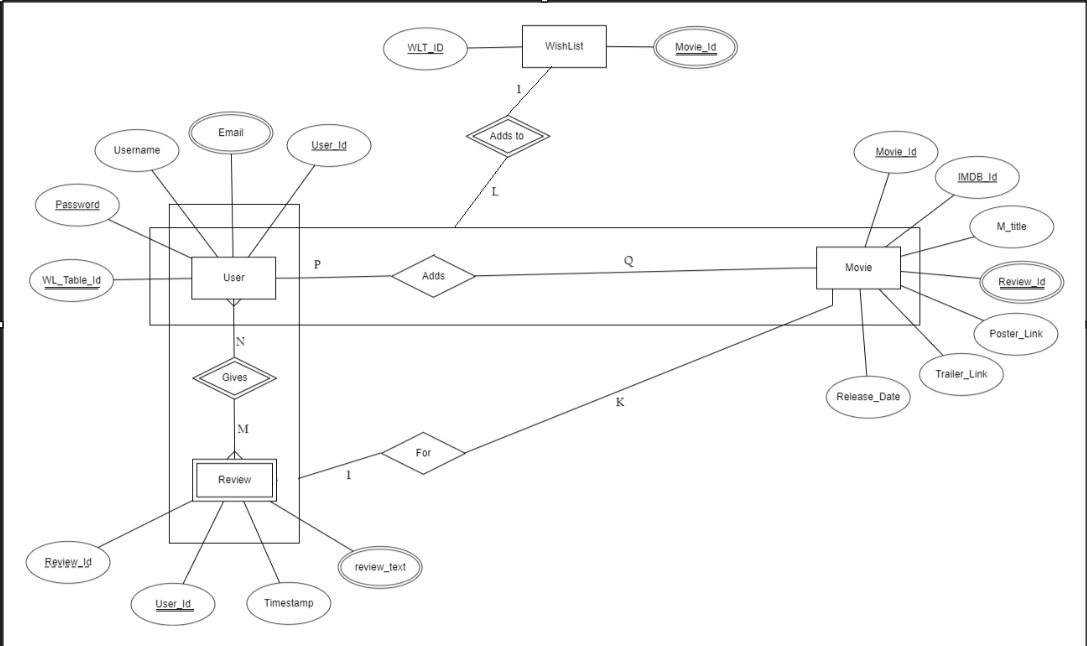 WLT_ID
WishList
Movie_Id
1
Adds to
L
Email
Username
User_Id
Password
WL_Table_Id
User
P
Adds
Q
Movie
Movie_Id
IMDB_Id
M_title
Review_Id
Poster_Link
Trailer_Link
Release_Date
N
Gives
M
K
For
1
Review
Review_Id
User_Id
Timestamp
review_text